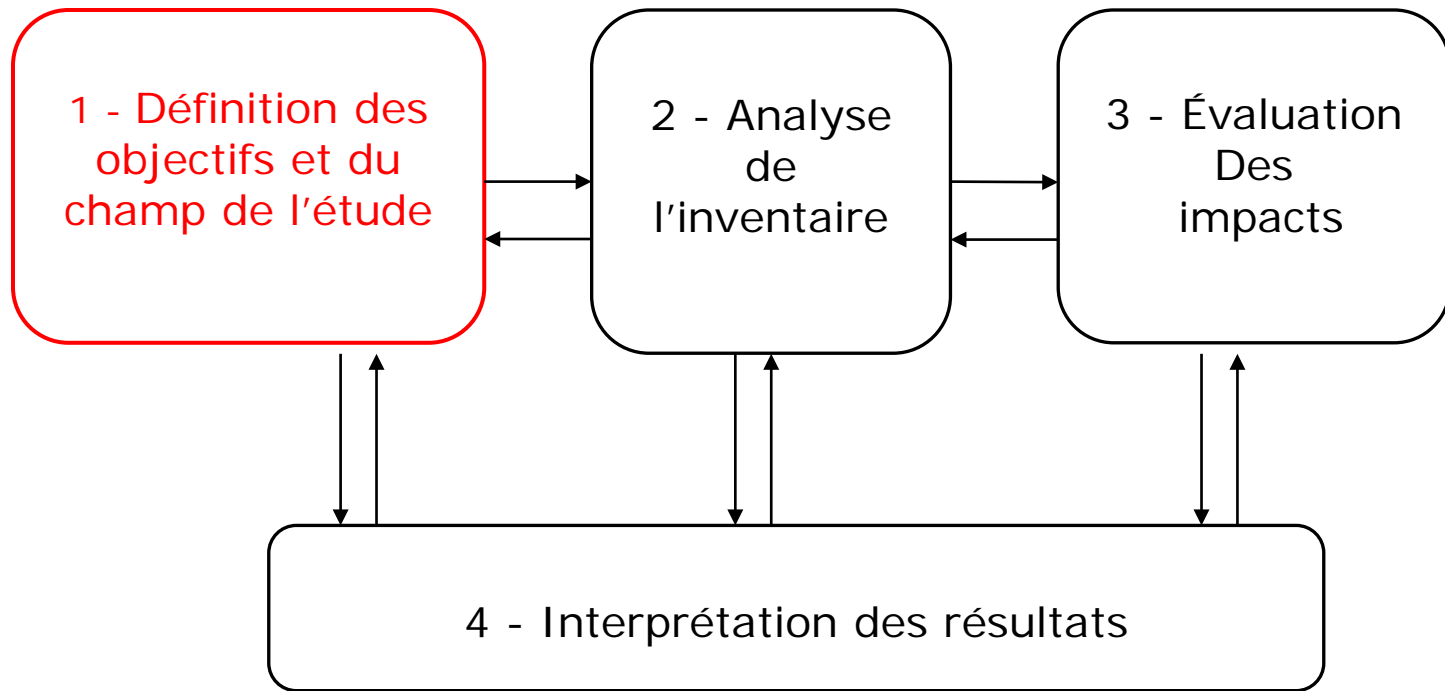 1 - Définition des
objectifs et du
champ de l'étude
2 - Analyse
de
l'inventaire
3 - Évaluation
Des
impacts
4 - Interprétation des résultats